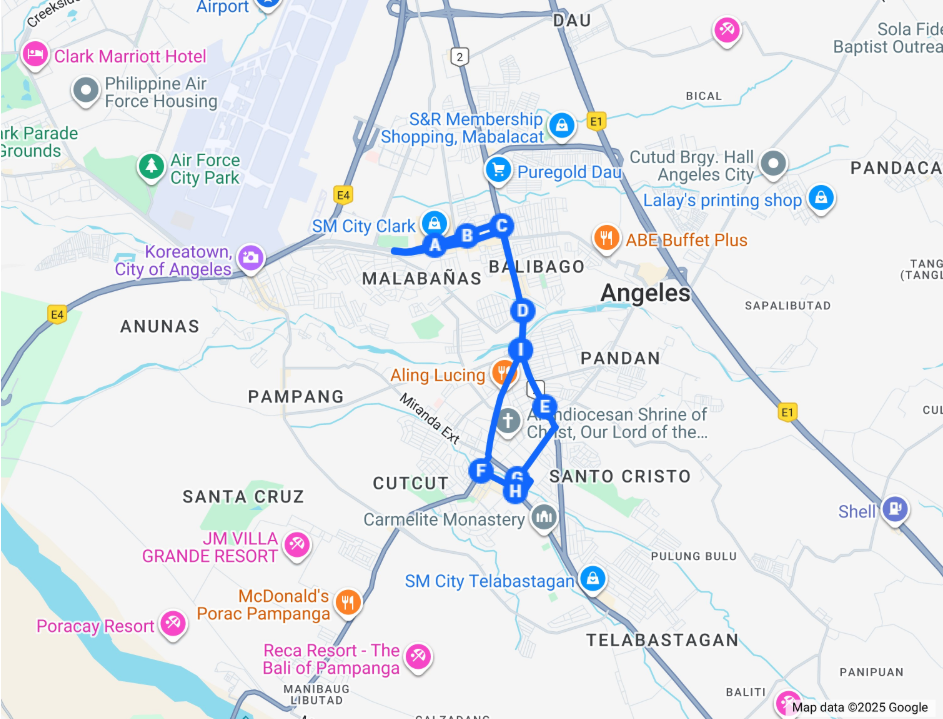 Creekside
Airport
DAU
Sola Fide
Baptist Outrea
Clark Marriott Hotel
2
Philippine Air
Force Housing
BICAL
S&R Membership
Shopping, Mabalacat
E1
ark Parade
Grounds
Air Force
City Park
Puregold Dau
Cutud Brgy. Hall
Angeles City
PANDACA
E4
Lalay's printing shop
SM City Clark
A
B
C
ABE Buffet Plus
Koreatown,
City of Angeles
MALABAÑAS
BALIBAGO
TANG
(TANGL
Angeles
E4
SAPALIBUTAD
D
ANUNAS
I
PANDAN
Aling Lucing
PAMPANG
Miranda Ext
E
E1
CUL
Christ, Our Lord of the...
diocesan Shrine of
F
G
H
CUTCUT
SANTO CRISTO
SANTA CRUZ
Carmelite Monastery
Shell
JM VILLA
GRANDE RESORT
PULUNG BULU
SM City Telabastagan
McDonald's
Porac Pampanga
Poracay Resort
TELABASTAGAN
Reca Resort - The
Bali of Pampanga
PANIPUAN
MANIBAUG
LIBUTAD
BALITI
Map data ©2025 Google